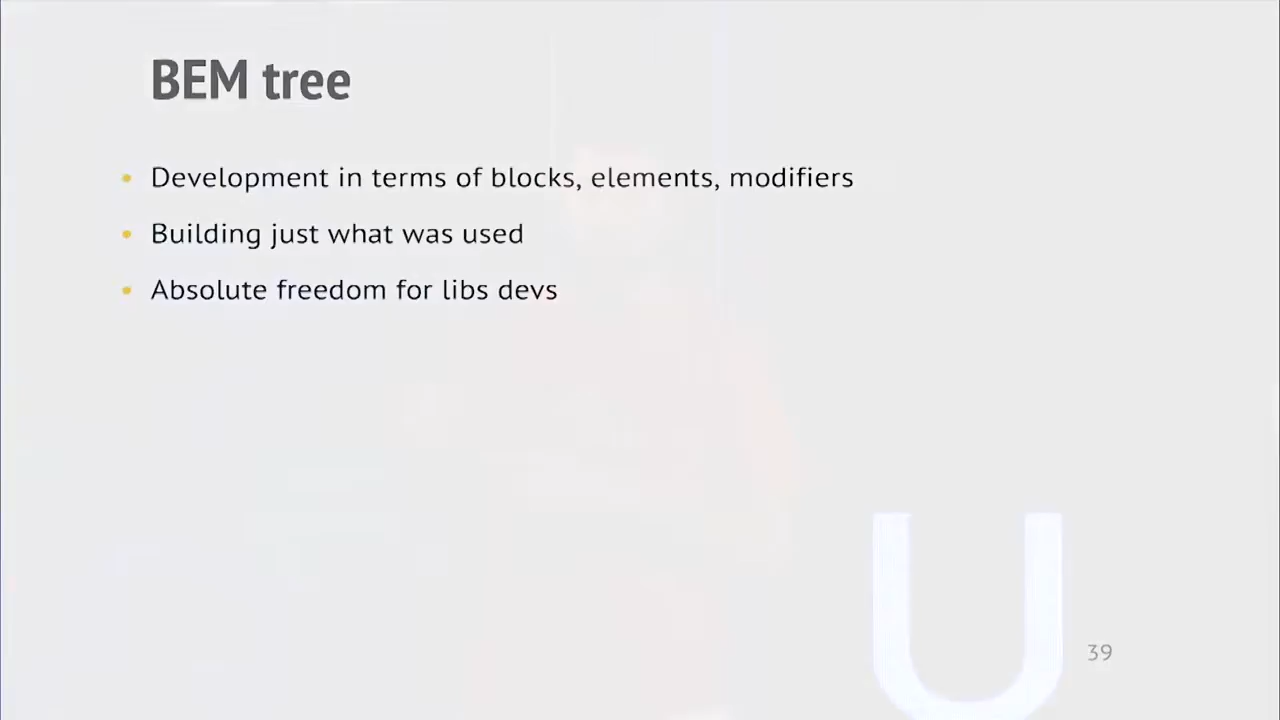 BEM tree
• Development in terms of blocks, elements, modifiers
• Building just what was used
• Absolute freedom for libs devs
U
39